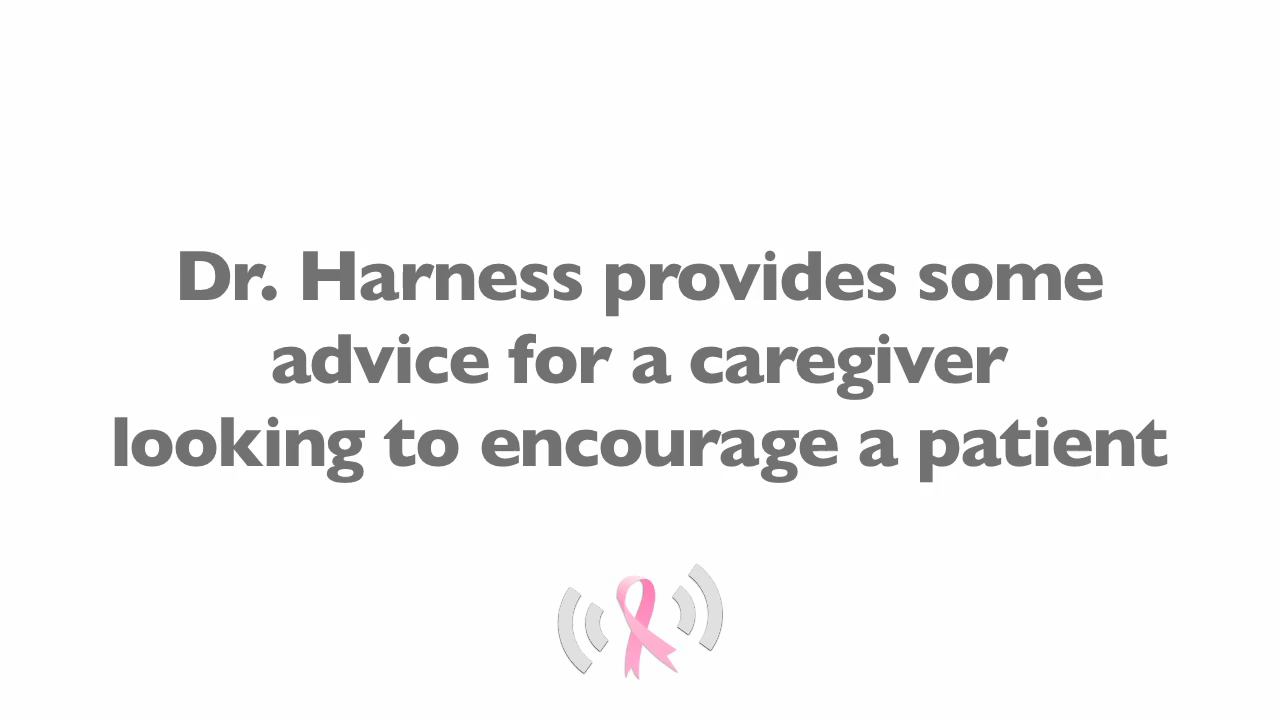 Dr. Harness provides some
advice for a caregiver
looking to encourage a patient